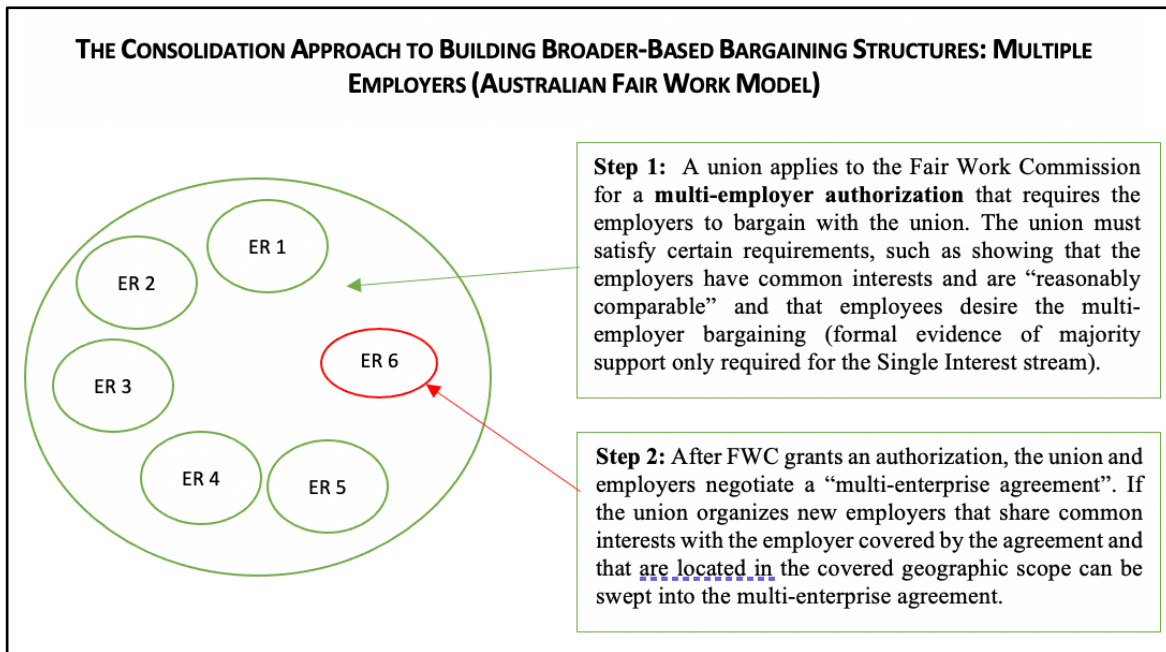 THE CONSOLIDATION APPROACH TO BUILDING BROADER-BASED BARGAINING STRUCTURES: MULTIPLE
EMPLOYERS (AUSTRALIAN FAIR WORK MODEL)
ER 1
ER 2
ER 3
ER 4
ER 5
ER 6
Step 1: A union applies to the Fair Work Commission
for a multi-employer authorization that requires the
employers to bargain with the union. The union must
satisfy certain requirements, such as showing that the
employers have common interests and are “reasonably
comparable” and that employees desire the multi-
employer bargaining (formal evidence of majority
support only required for the Single Interest stream).
Step 2: After FWC grants an authorization, the union and
employers negotiate a “multi-enterprise agreement”. If
the union organizes new employers that share common
interests with the employer covered by the agreement and
that are located in the covered geographic scope can be
swept into the multi-enterprise agreement.